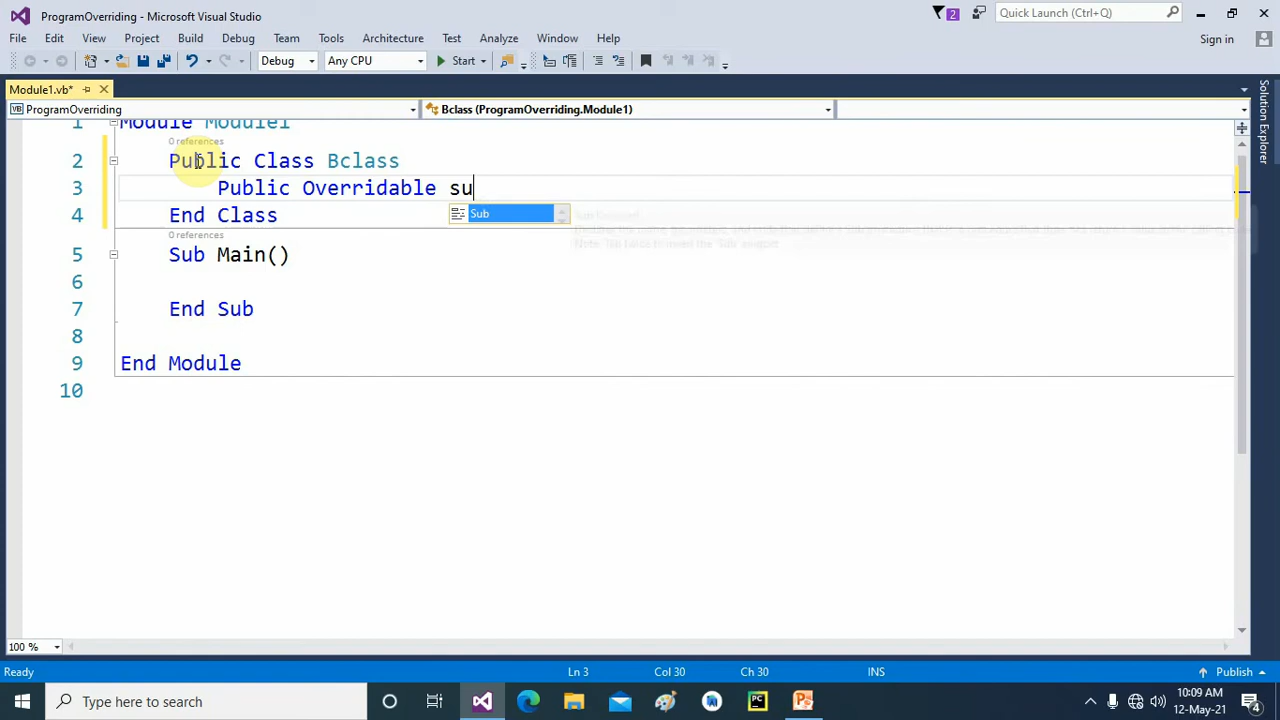 ProgramOverriding - Microsoft Visual Studio
2
Quick Launch (Ctrl+Q)
File Edit View Project Build Debug Team Tools Architecture Test Analyze Window Help
Sign in
Debug Any CPU Start
Module1.vb*
ProgramOverriding Bclass (ProgramOverriding.Module1)
Solution Explorer
1 Module Module1
0 references
2 Public Class Bclass
3 Public Overridable su
Sub
4 End Class
0 references
5 Sub Main()
6
7 End Sub
8
9 End Module
10
100 %
Ready Ln 3 Col 30 Ch 30 INS Publish
Type here to search
10:09 AM
12-May-21
4